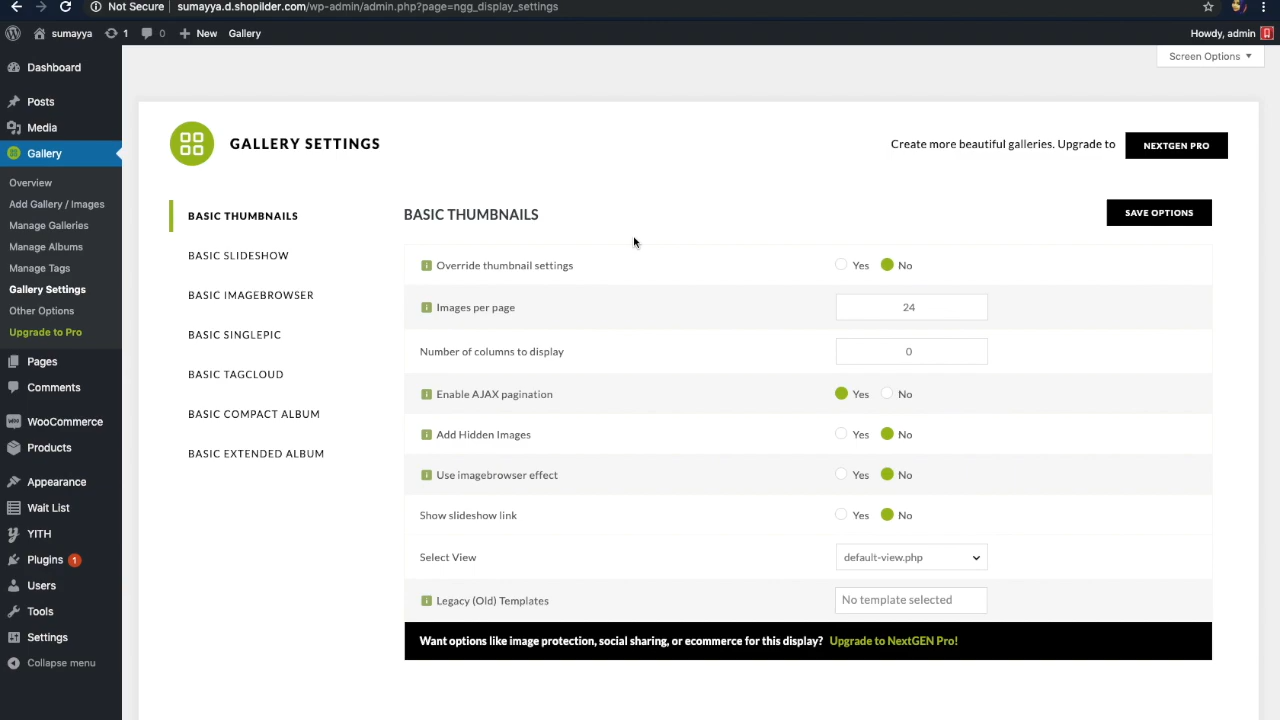 Not Secure sumayya.d.shopilder.com/wp-admin/admin.php?page=ngg_display_settings
sumayya 1 0 New Gallery Howdy, admin
Screen Options
Dashboard
Posts
Media
Gallery
Overview
Add Gallery / Images
Manage Galleries
Manage Albums
Manage Tags
Gallery Settings
Other Options
Upgrade to Pro
Pages
Comments
WooCommerce
Products
Appearance
Wait List
YITH
Plugins 1
Users
Tools
Settings
Collapse menu
GALLERY SETTINGS
Create more beautiful galleries. Upgrade to NEXTGEN PRO
BASIC THUMBNAILS
BASIC SLIDESHOW
BASIC IMAGEBROWSER
BASIC SINGLEPIC
BASIC TAGCLOUD
BASIC COMPACT ALBUM
BASIC EXTENDED ALBUM
BASIC THUMBNAILS SAVE OPTIONS
Override thumbnail settings Yes No
Images per page 24
Number of columns to display 0
Enable AJAX pagination Yes No
Add Hidden Images Yes No
Use imagebrowser effect Yes No
Show slideshow link Yes No
Select View default-view.php
Legacy (Old) Templates No template selected
Want options like image protection, social sharing, or ecommerce for this display? Upgrade to NextGEN Pro!